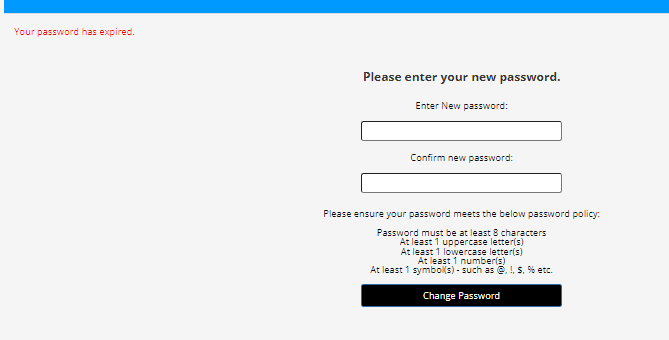 Your password has expired.
Please enter your new password.
Enter New password:
Confirm new password:
Please ensure your password meets the below password policy:
Password must be at least 8 characters
At least 1 uppercase letter(s)
At least 1 lowercase letter(s)
At least 1 number(s)
At least 1 symbol(s) - such as @, !, $, % etc.
Change Password